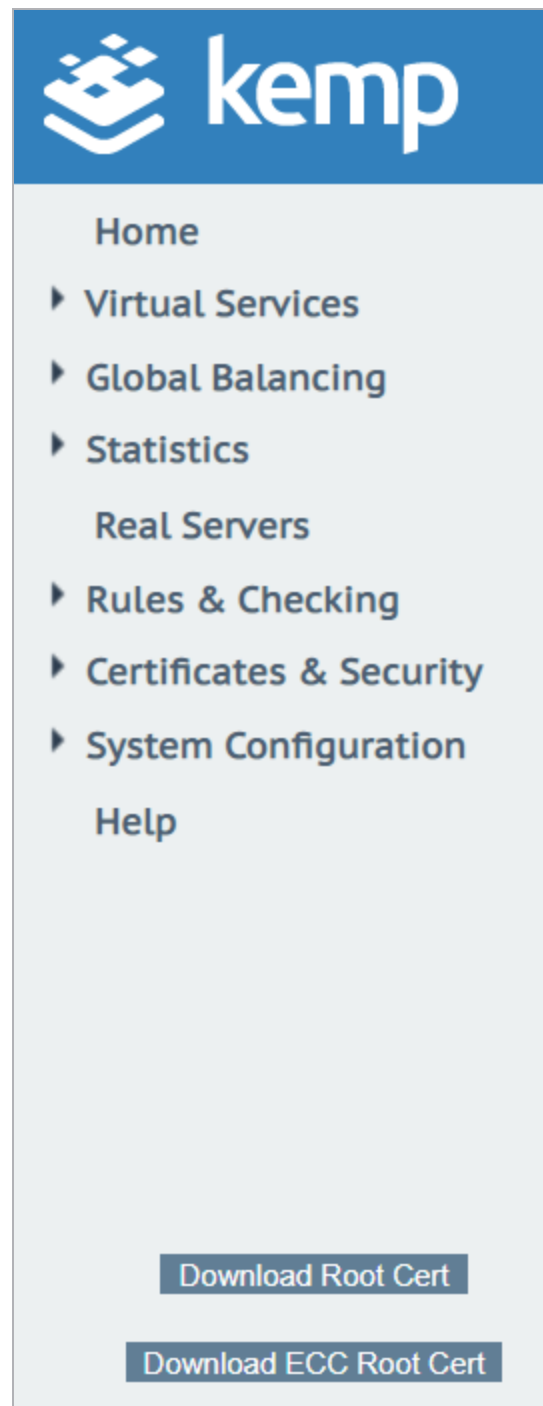 kemp
Home
Virtual Services
Global Balancing
Statistics
Real Servers
Rules & Checking
Certificates & Security
System Configuration
Help
Download Root Cert
Download ECC Root Cert